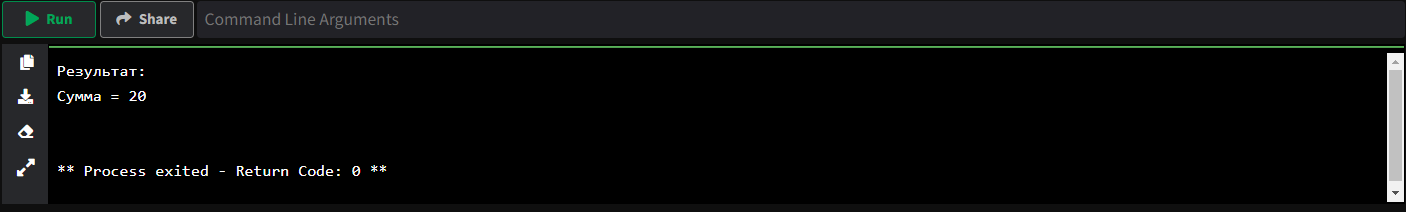 Run Share Command Line Arguments
Результат:
Сумма = 20
** Process exited - Return Code: 0 **